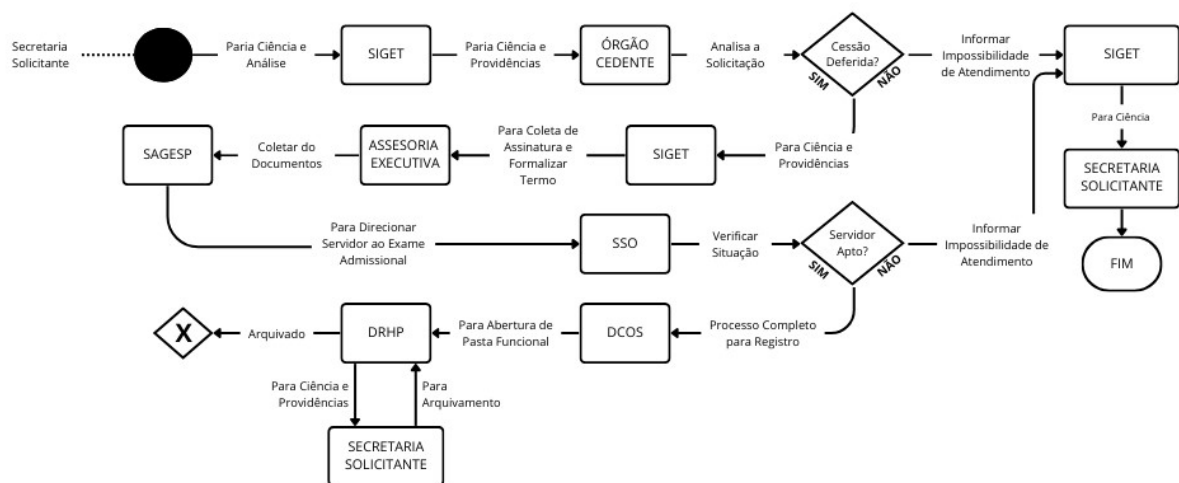 Secretaria
Solicitante
Paria Ciência e
Análise
SIGET
Paria Ciência e
Providências
ÓRGÃO
CEDENTE
Analisa a
Solicitação
Cessão
Deferida?
SIM
NÃO
Informar
Impossibilidade
de Atendimento
SIGET
Para Ciência
SECRETARIA
SOLICITANTE
FIM
SAGESP
Coletar do
Documentos
ASSESORIA
EXECUTIVA
Para Coleta de
Assinatura e
Formalizar
Termo
SIGET
Para Ciência e
Providências
Para Direcionar
Servidor ao Exame
Admissional
SSO
Verificar
Situação
Servidor
Apto?
SIM
NÃO
Informar
Impossibilidade de
Atendimento
X
Arquivado
DRHP
Para Abertura de
Pasta Funcional
DCOS
Processo Completo
para Registro
Para Ciência e
Providências
Para
Arquivamento
SECRETARIA
SOLICITANTE